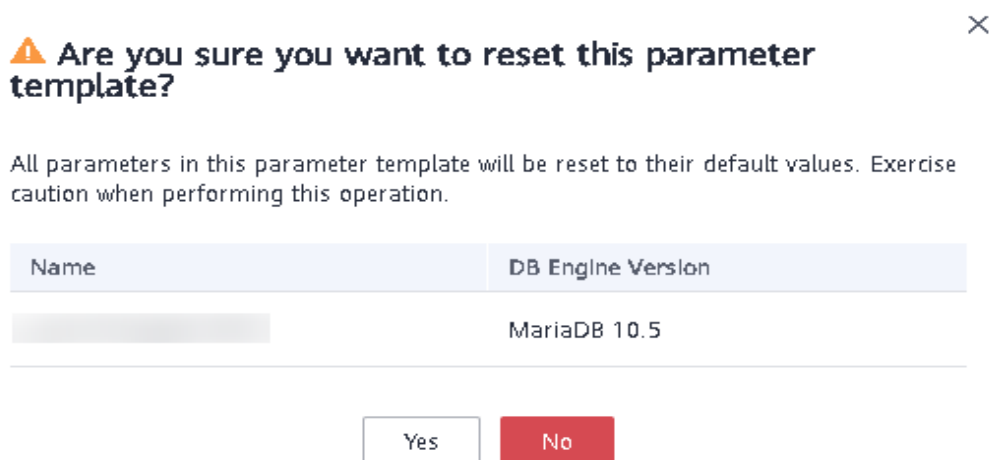 Are you sure you want to reset this parameter
template?
All parameters in this parameter template will be reset to their default values. Exercise
caution when performing this operation.
Name DB Engine Version
MariaDB 10.5
Yes No